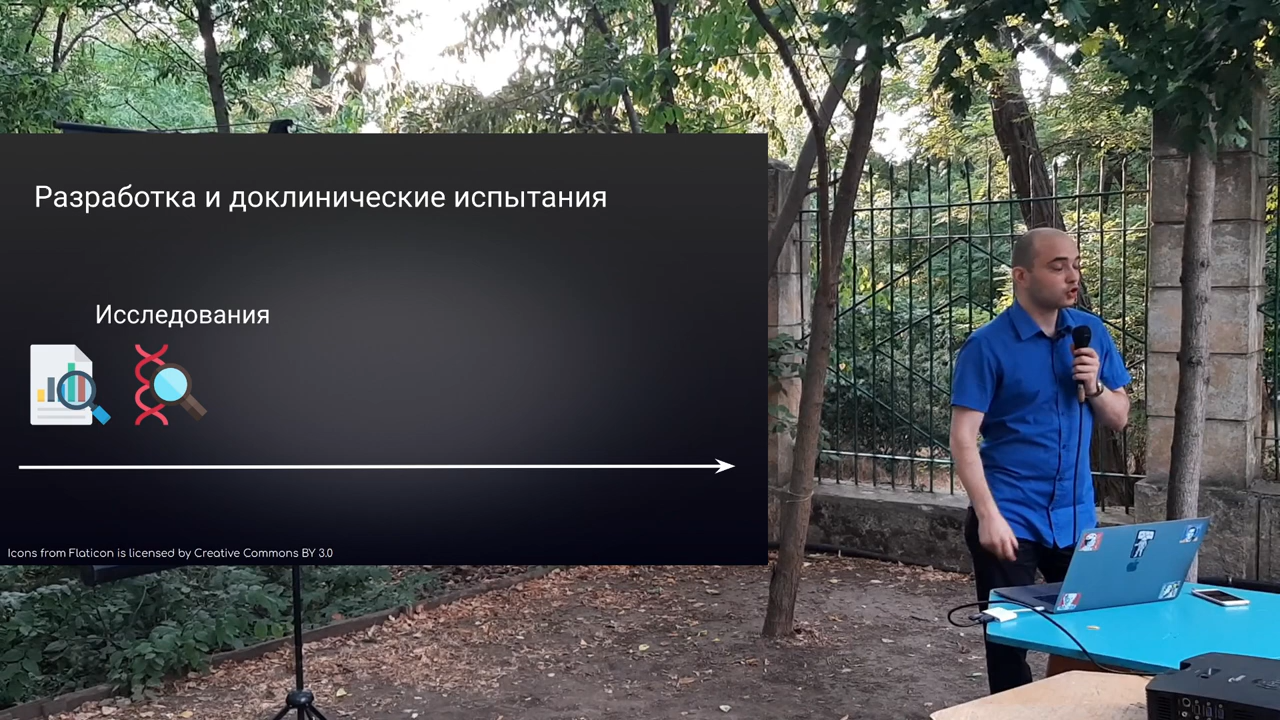 Разработка и доклинические испытания
Исследования
Icons from Flaticon is licensed by Creative Commons BY 3.0